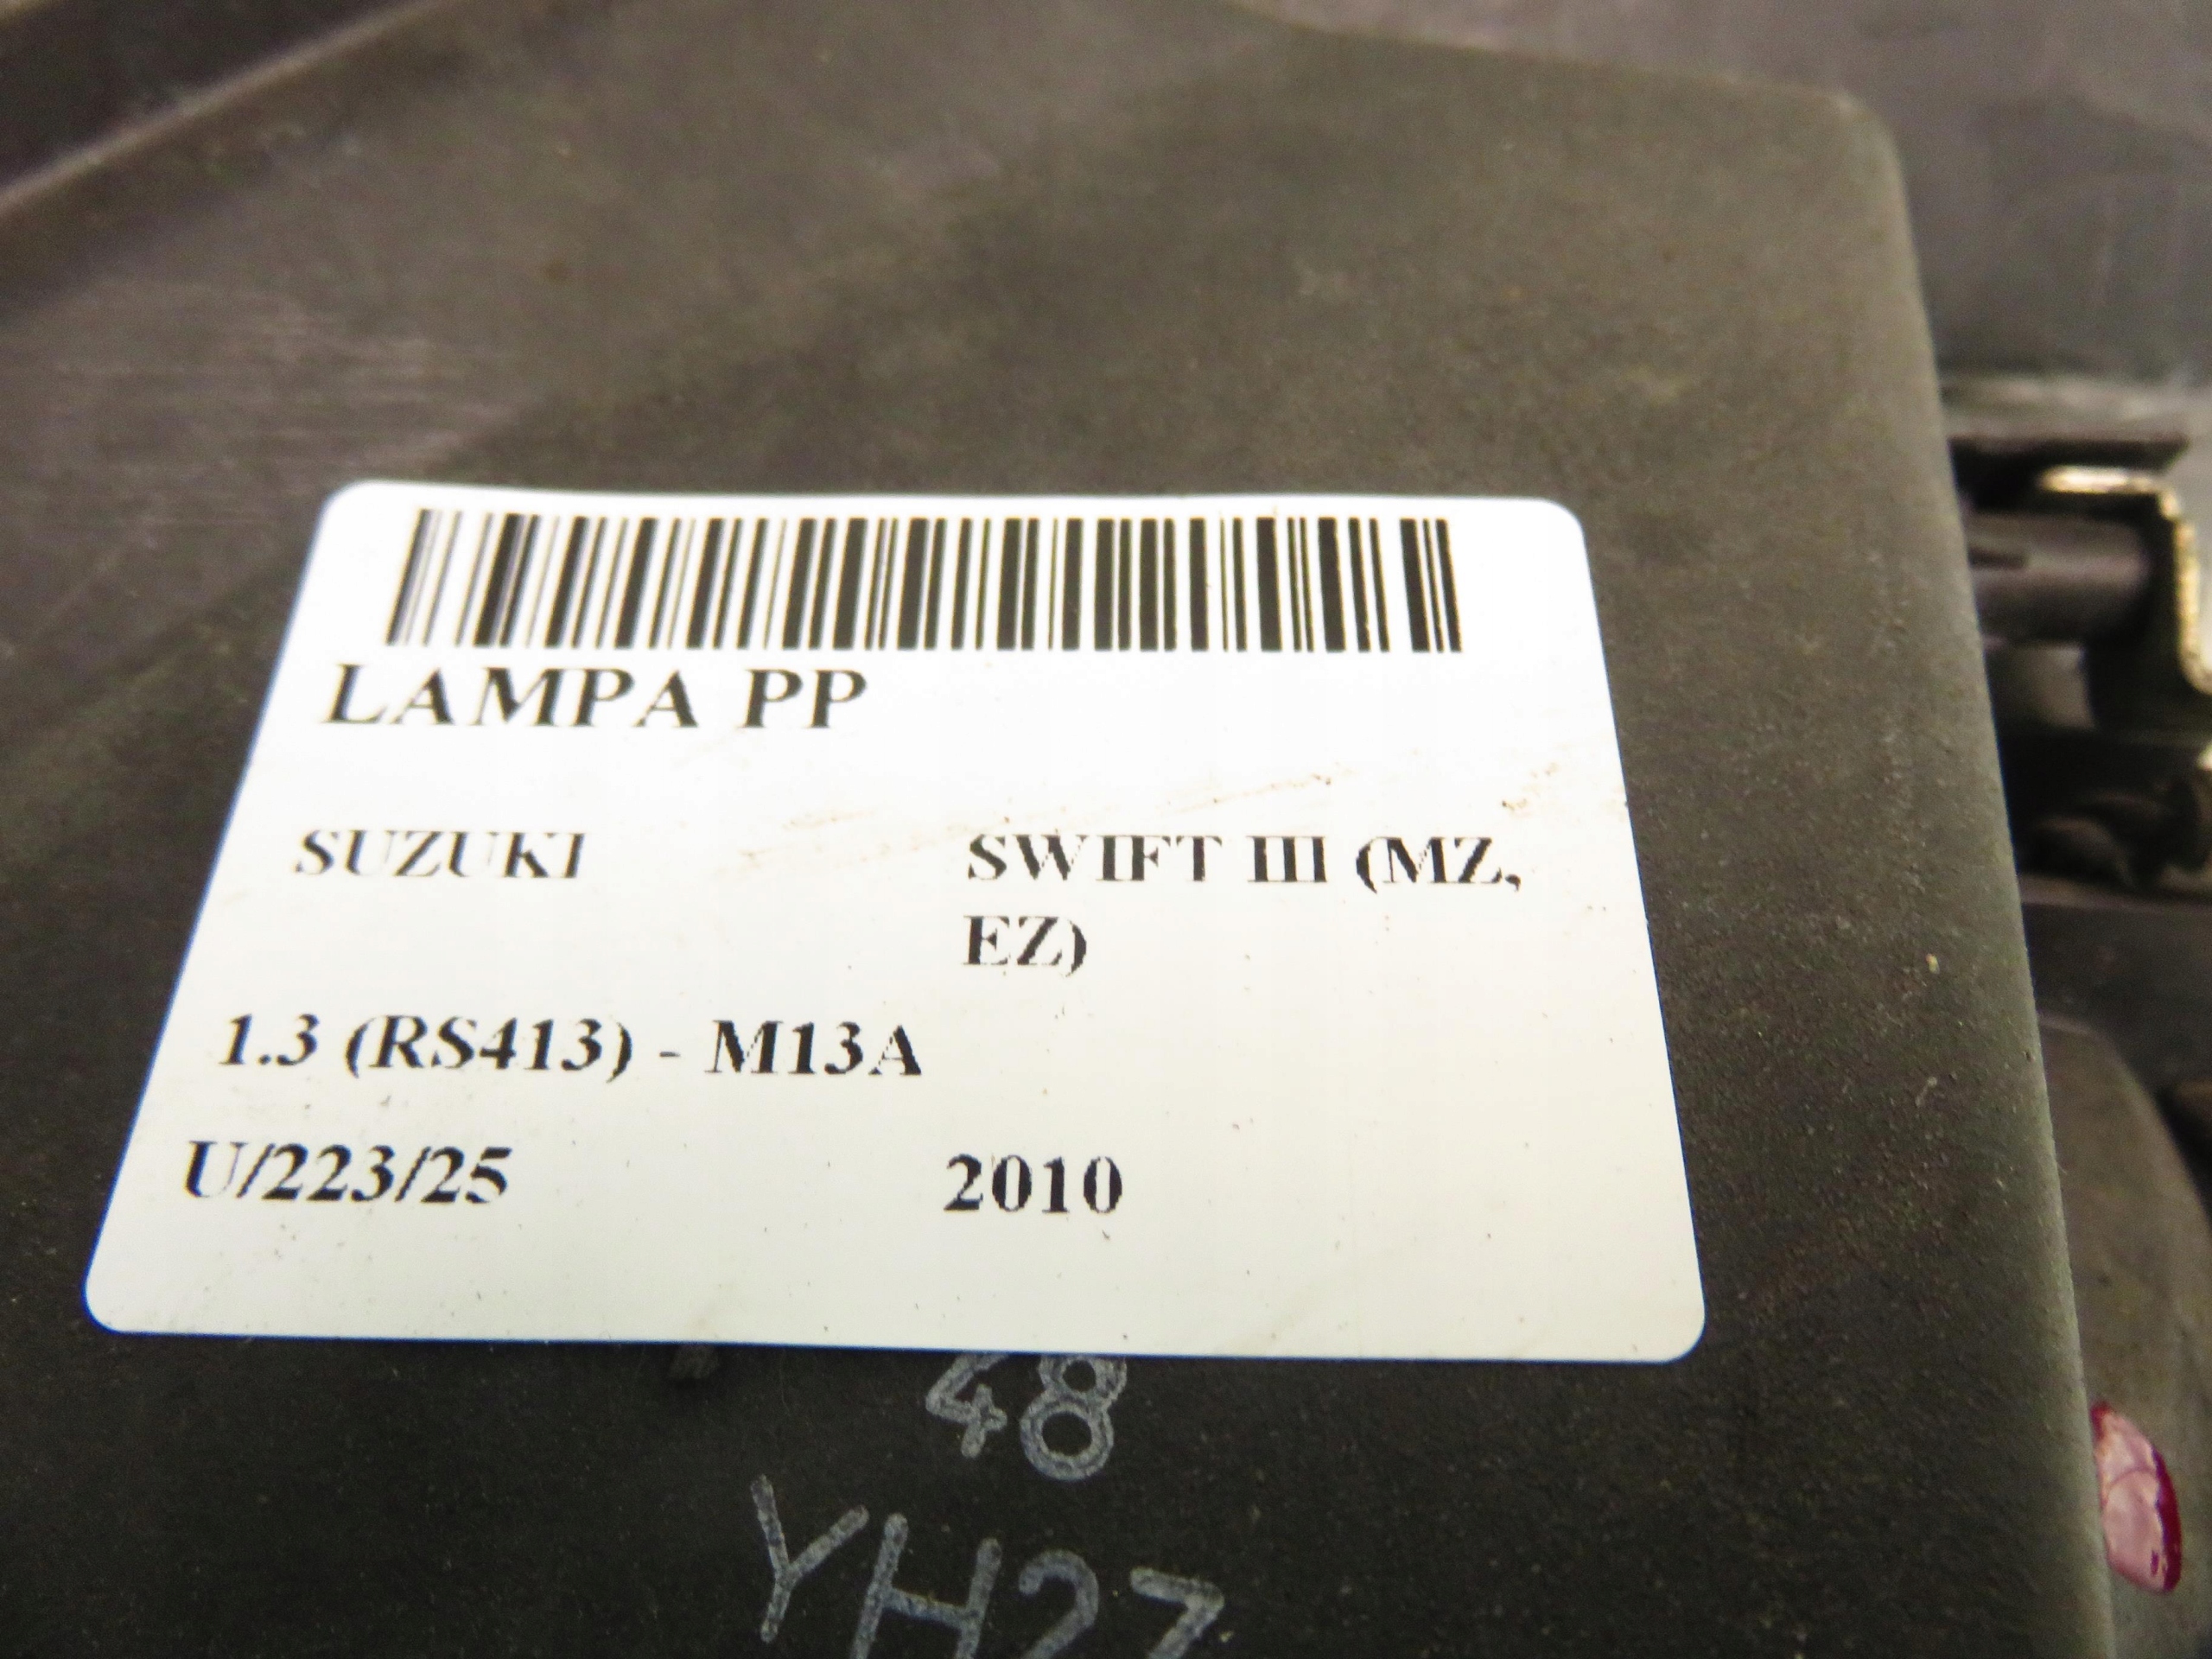 LAMPA PP
SUZUKI SWIFT III (MZ,
EZ)
1.3 (RS413) - M13A
U/223/25 2010
48
YH27